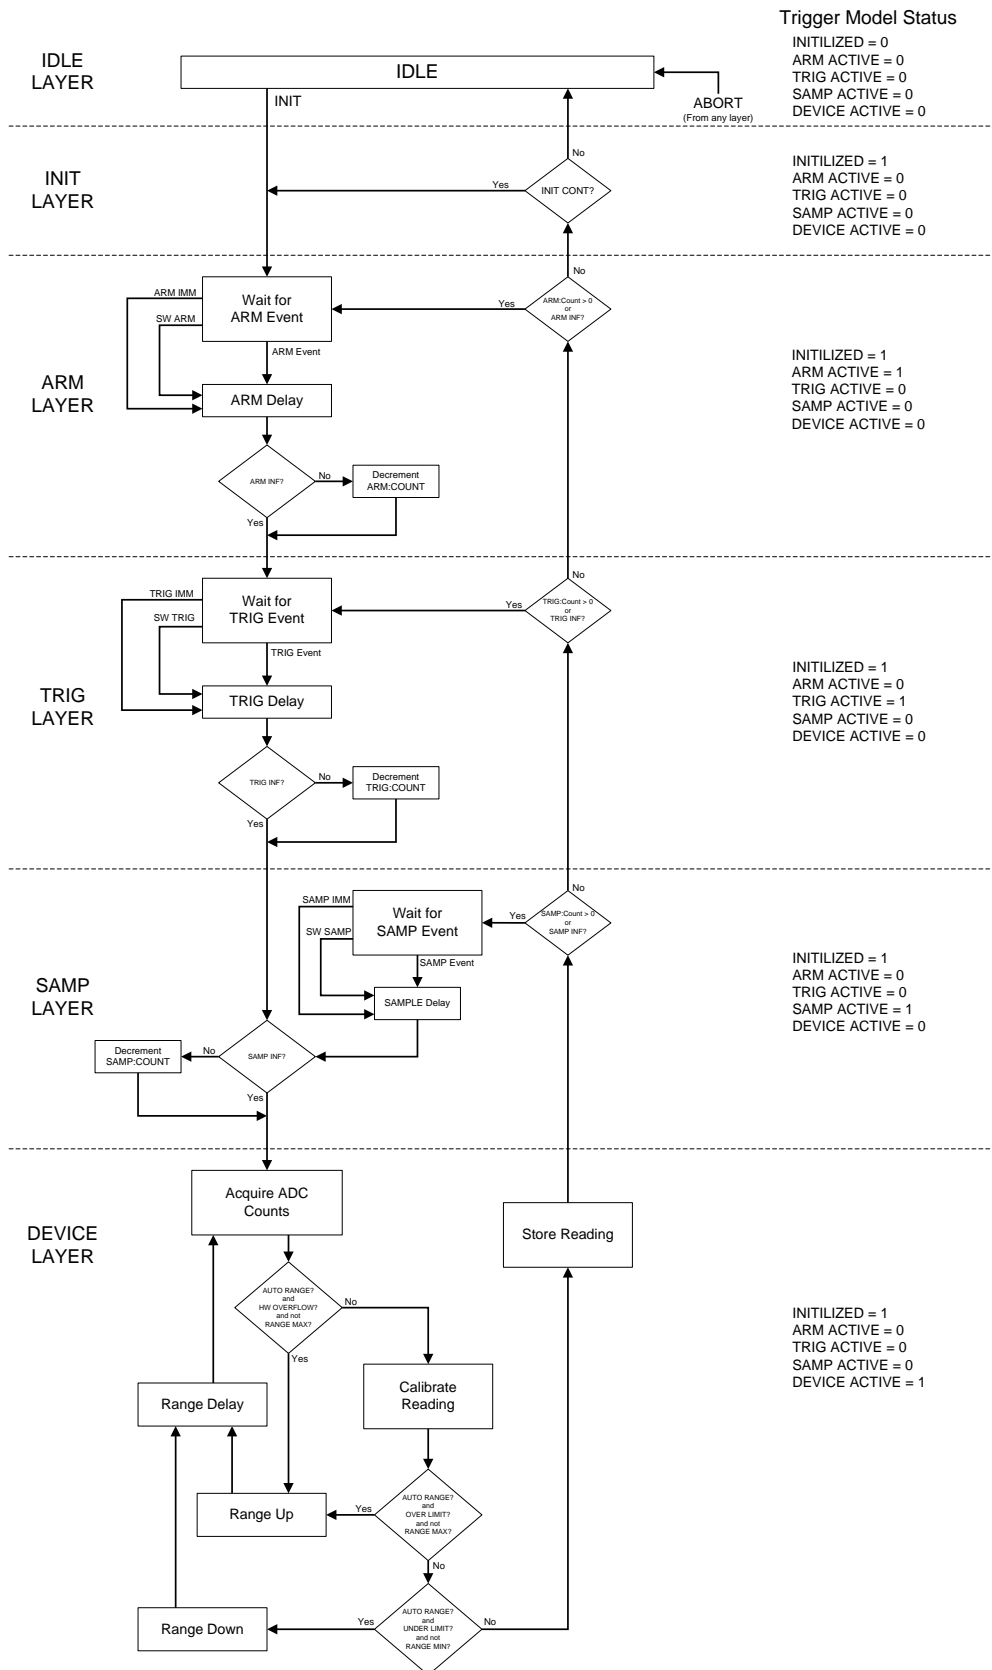 Trigger Model Status
IDLE
LAYER
IDLE
INIT
ABORT
(From any layer)
INITILIZED = 0
ARM ACTIVE = 0
TRIG ACTIVE = 0
SAMP ACTIVE = 0
DEVICE ACTIVE = 0
INIT
LAYER
No
Yes
INIT CONT?
INITILIZED = 1
ARM ACTIVE = 0
TRIG ACTIVE = 0
SAMP ACTIVE = 0
DEVICE ACTIVE = 0
ARM
LAYER
ARM IMM
SW ARM
Wait for
ARM Event
ARM Event
ARM Delay
ARM INF?
No
Decrement
ARM:COUNT
Yes
No
Yes
ARM:Count > 0
or
ARM INF?
INITILIZED = 1
ARM ACTIVE = 1
TRIG ACTIVE = 0
SAMP ACTIVE = 0
DEVICE ACTIVE = 0
TRIG
LAYER
TRIG IMM
SW TRIG
Wait for
TRIG Event
TRIG Event
TRIG Delay
TRIG INF?
No
Decrement
TRIG:COUNT
Yes
No
Yes
TRIG:Count > 0
or
TRIG INF?
INITILIZED = 1
ARM ACTIVE = 0
TRIG ACTIVE = 1
SAMP ACTIVE = 0
DEVICE ACTIVE = 0
SAMP
LAYER
SAMP IMM
SW SAMP
Wait for
SAMP Event
SAMP Event
SAMPLE Delay
No
Yes
SAMP:Count > 0
or
SAMP INF?
SAMP INF?
No
Decrement
SAMP:COUNT
Yes
INITILIZED = 1
ARM ACTIVE = 0
TRIG ACTIVE = 0
SAMP ACTIVE = 1
DEVICE ACTIVE = 0
DEVICE
LAYER
Acquire ADC
Counts
Store Reading
AUTO RANGE?
and
HW OVERFLOW?
and not
RANGE MAX?
No
Yes
Calibrate
Reading
Range Delay
Range Up
Yes
AUTO RANGE?
and
OVER LIMIT?
and not
RANGE MAX?
No
Range Down
Yes
AUTO RANGE?
and
UNDER LIMIT?
and not
RANGE MIN?
No
INITILIZED = 1
ARM ACTIVE = 0
TRIG ACTIVE = 0
SAMP ACTIVE = 0
DEVICE ACTIVE = 1